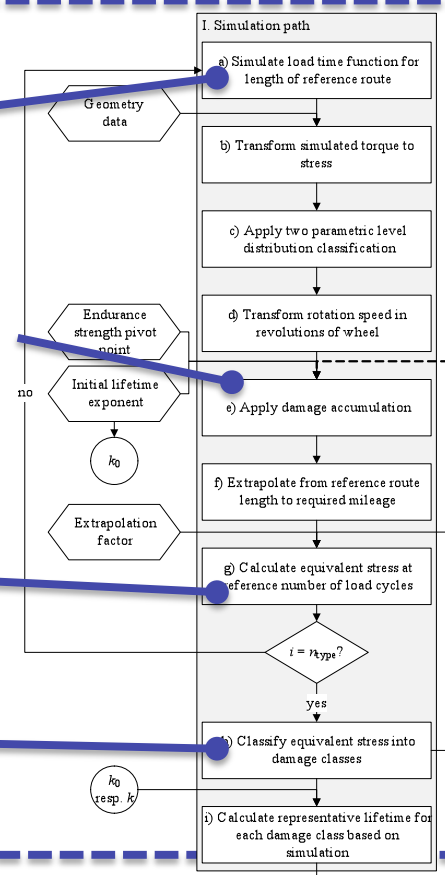 I. Simulation path
a) Simulate load time function for
length of reference route
Geometry
data
b) Transform simulated torque to
stress
c) Apply two parametric level
distribution classification
Endurance
strength pivot
point
d) Transform rotation speed in
revolutions of wheel
no
Initial lifetime
exponent
e) Apply damage accumulation
k0
f) Extrapolate from reference route
length to required mileage
Extrapolation
factor
g) Calculate equivalent stress at
reference number of load cycles
i = ntype?
yes
h) Classify equivalent stress into
damage classes
k0
resp. k
i) Calculate representative lifetime for
each damage class based on
simulation